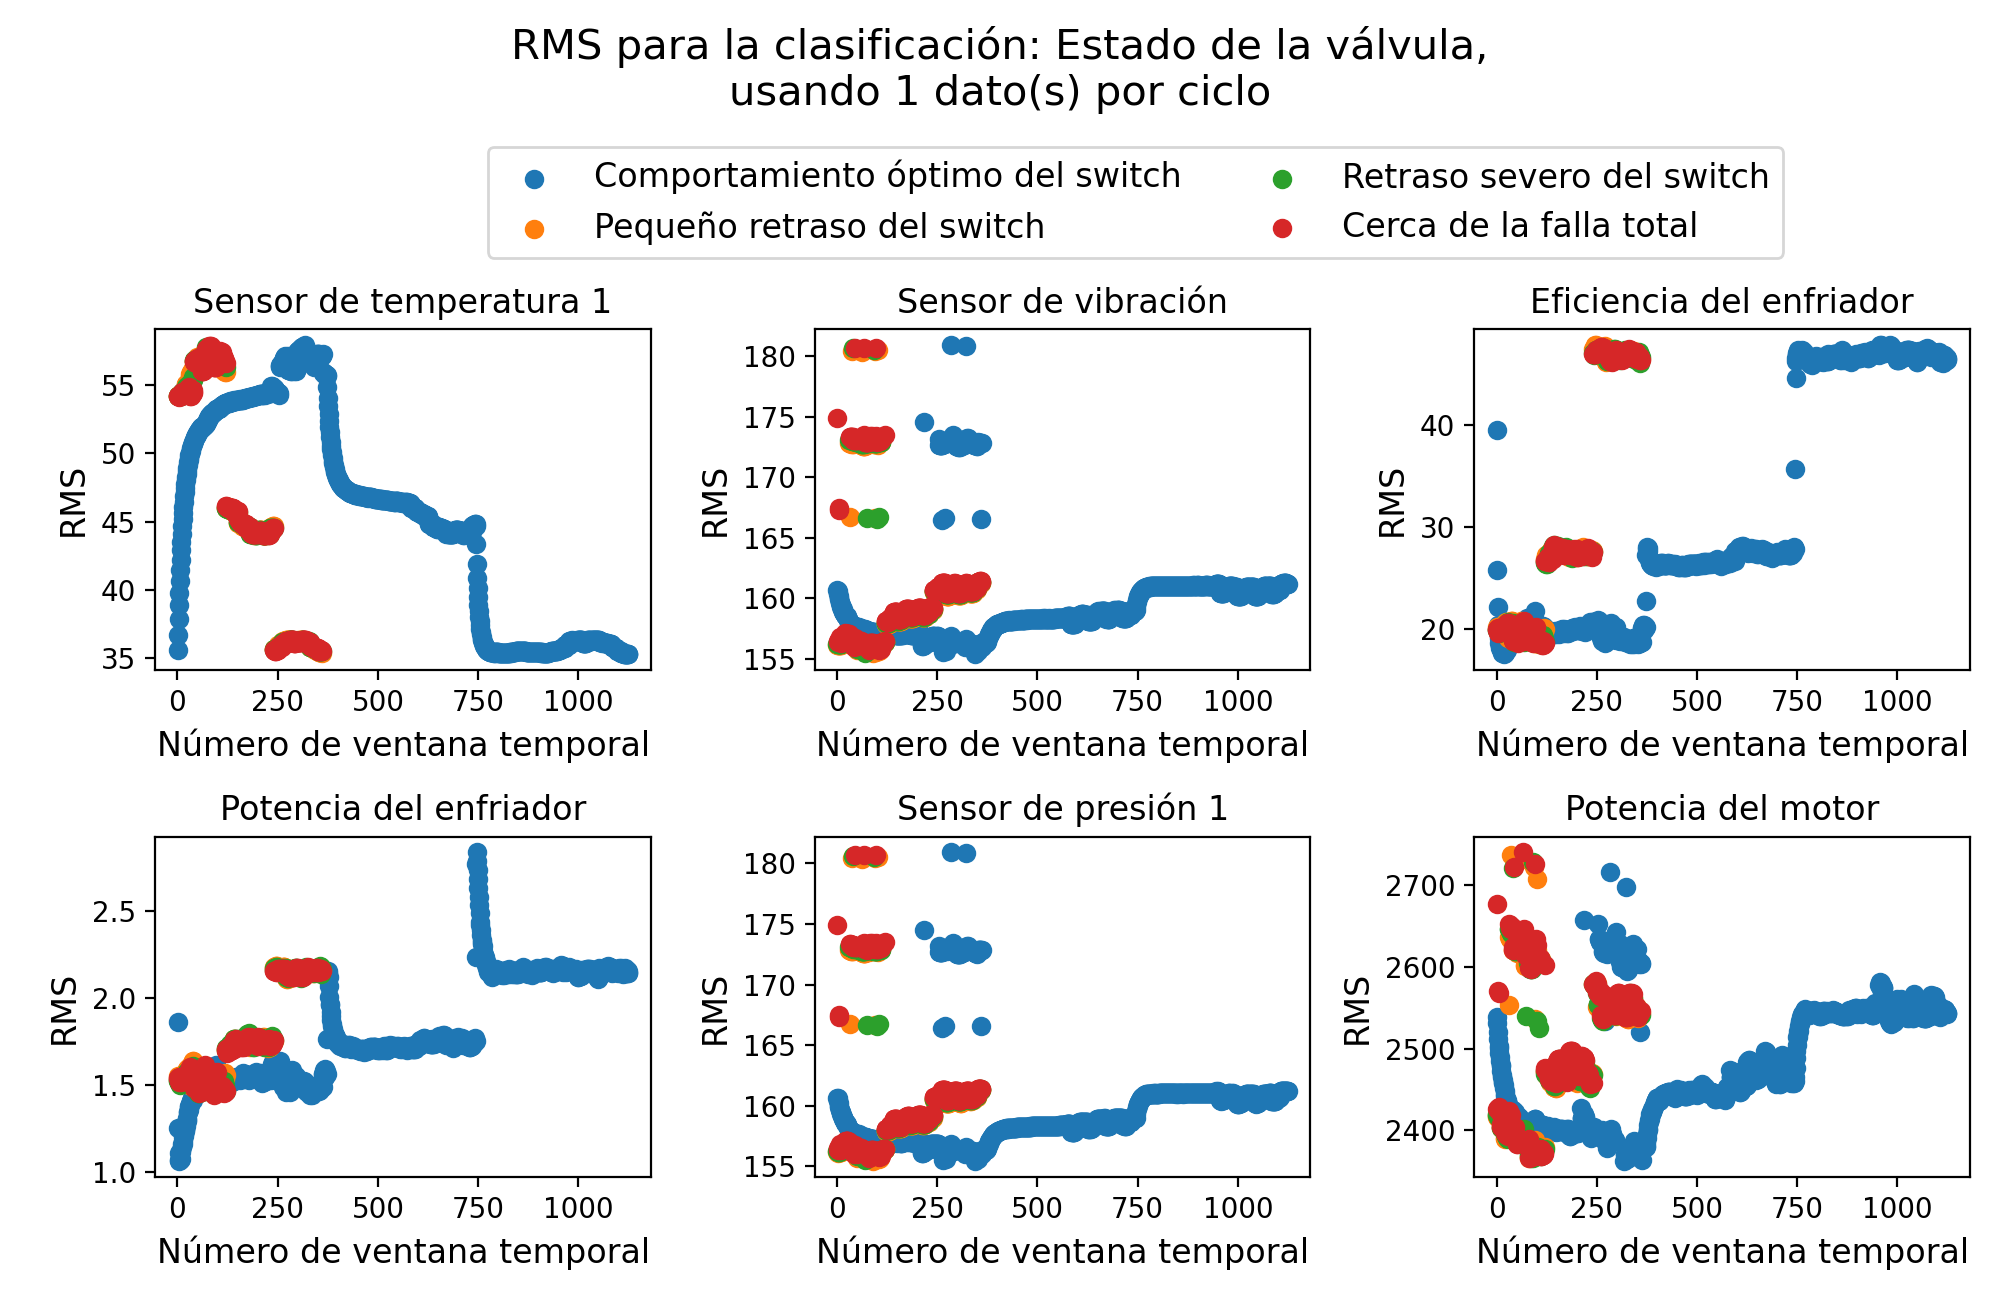 RMS para la clasificación: Estado de la válvula,
usando 1 dato(s) por ciclo
Comportamiento óptimo del switch
Pequeño retraso del switch
Retraso severo del switch
Cerca de la falla total
Sensor de temperatura 1
RMS
55
50
45
40
35
0 250 500 750 1000
Número de ventana temporal
Sensor de vibración
RMS
180
175
170
165
160
155
0 250 500 750 1000
Número de ventana temporal
Eficiencia del enfriador
RMS
40
30
20
0 250 500 750 1000
Número de ventana temporal
Potencia del enfriador
RMS
2.5
2.0
1.5
1.0
0 250 500 750 1000
Número de ventana temporal
Sensor de presión 1
RMS
180
175
170
165
160
155
0 250 500 750 1000
Número de ventana temporal
Potencia del motor
RMS
2700
2600
2500
2400
0 250 500 750 1000
Número de ventana temporal